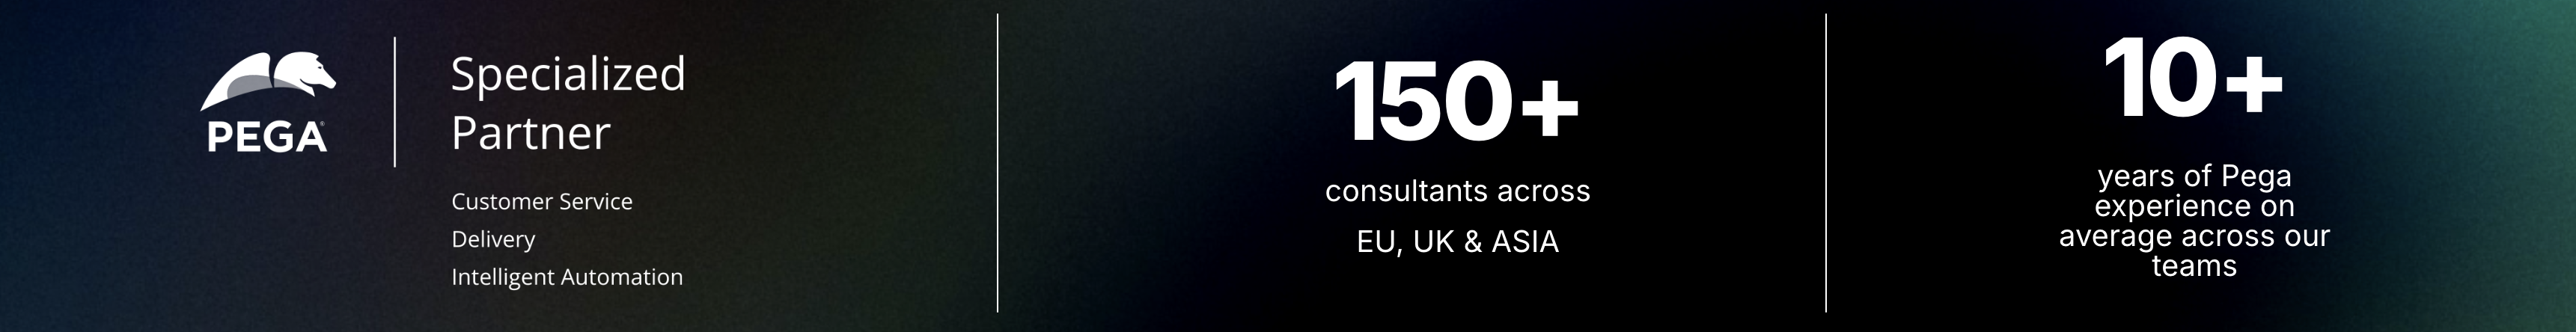 PEGA®
Specialized
Partner
Customer Service
Delivery
Intelligent Automation
150+
consultants across
EU, UK & ASIA
10+
years of Pega
experience on
average across our
teams